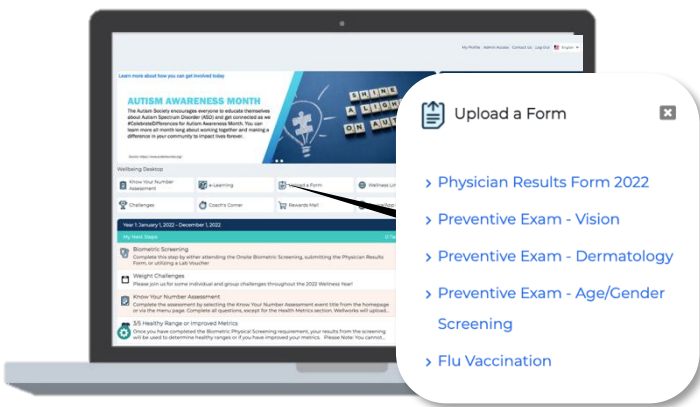 My Profile Admin Access Contact Us Log Out English
Learn more about how you can get involved today
AUTISM AWARENESS MONTH
The Autism Society encourages everyone to educate themselves
about Autism Spectrum Disorder (ASD) and get connected as we
#CelebrateDifferences for Autism Awareness Month. You can
learn more all month long about working together and making a
difference in your community to impact lives forever.
SHINE
A LIGH
ON AUT
Wellbeing Desktop
Know Your Number
Assessment
e-Learning
Upload a Form
Wellness
Challenges
Coach's Corner
Rewards Mall
Year 1: January 1, 2022 - December 1, 2022
My Next Steps
Biometric Screening
Complete this step by either attending the Onsite Biometric Screening, submitting the Physician Results
Form, or utilizing a Lab Voucher
Weight Challenges
Please join us for some individual and group challenges throughout the 2022 Wellness Year!
Know Your Number Assessment
Complete the assessment by selecting the Know Your Number Assessment event title from the homepage
or via the menu page. Complete all questions, except for the Health Metrics section. Wellworks will upload...
3/5 Healthy Range or Improved Metrics
Once you have completed the Biometric Physical Screening requirement, your results from the screening
will be used to determine healthy ranges or if you have improved your metrics. Please Note: You cannot...
Upload a Form
Physician Results Form 2022
Preventive Exam - Vision
Preventive Exam - Dermatology
Preventive Exam - Age/Gender
Screening
Flu Vaccination